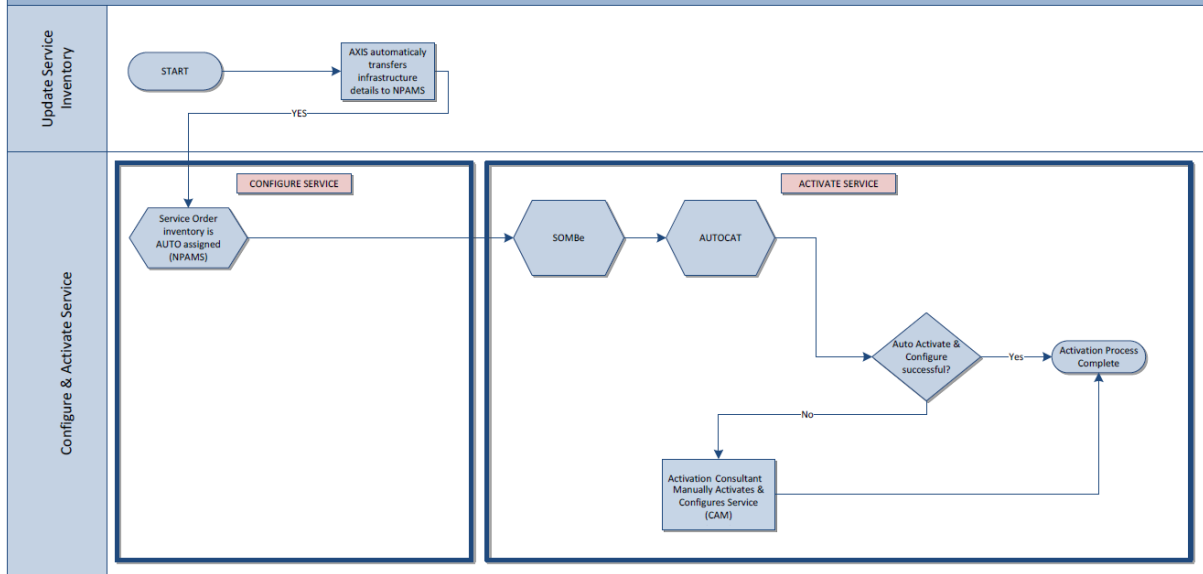 Update Service
Inventory
START
AXIS automaticaly
transfers
infrastructure
details to NPAMS
YES
Configure & Activate Service
CONFIGURE SERVICE
Service Order
inventory is
AUTO assigned
(NPAMS)
ACTIVATE SERVICE
SOMBe
AUTOCAT
Auto Activate &
Configure
successful?
Yes
Activation Process
Complete
No
Activation Consultant
Manually Activates &
Configures Service
(CAM)